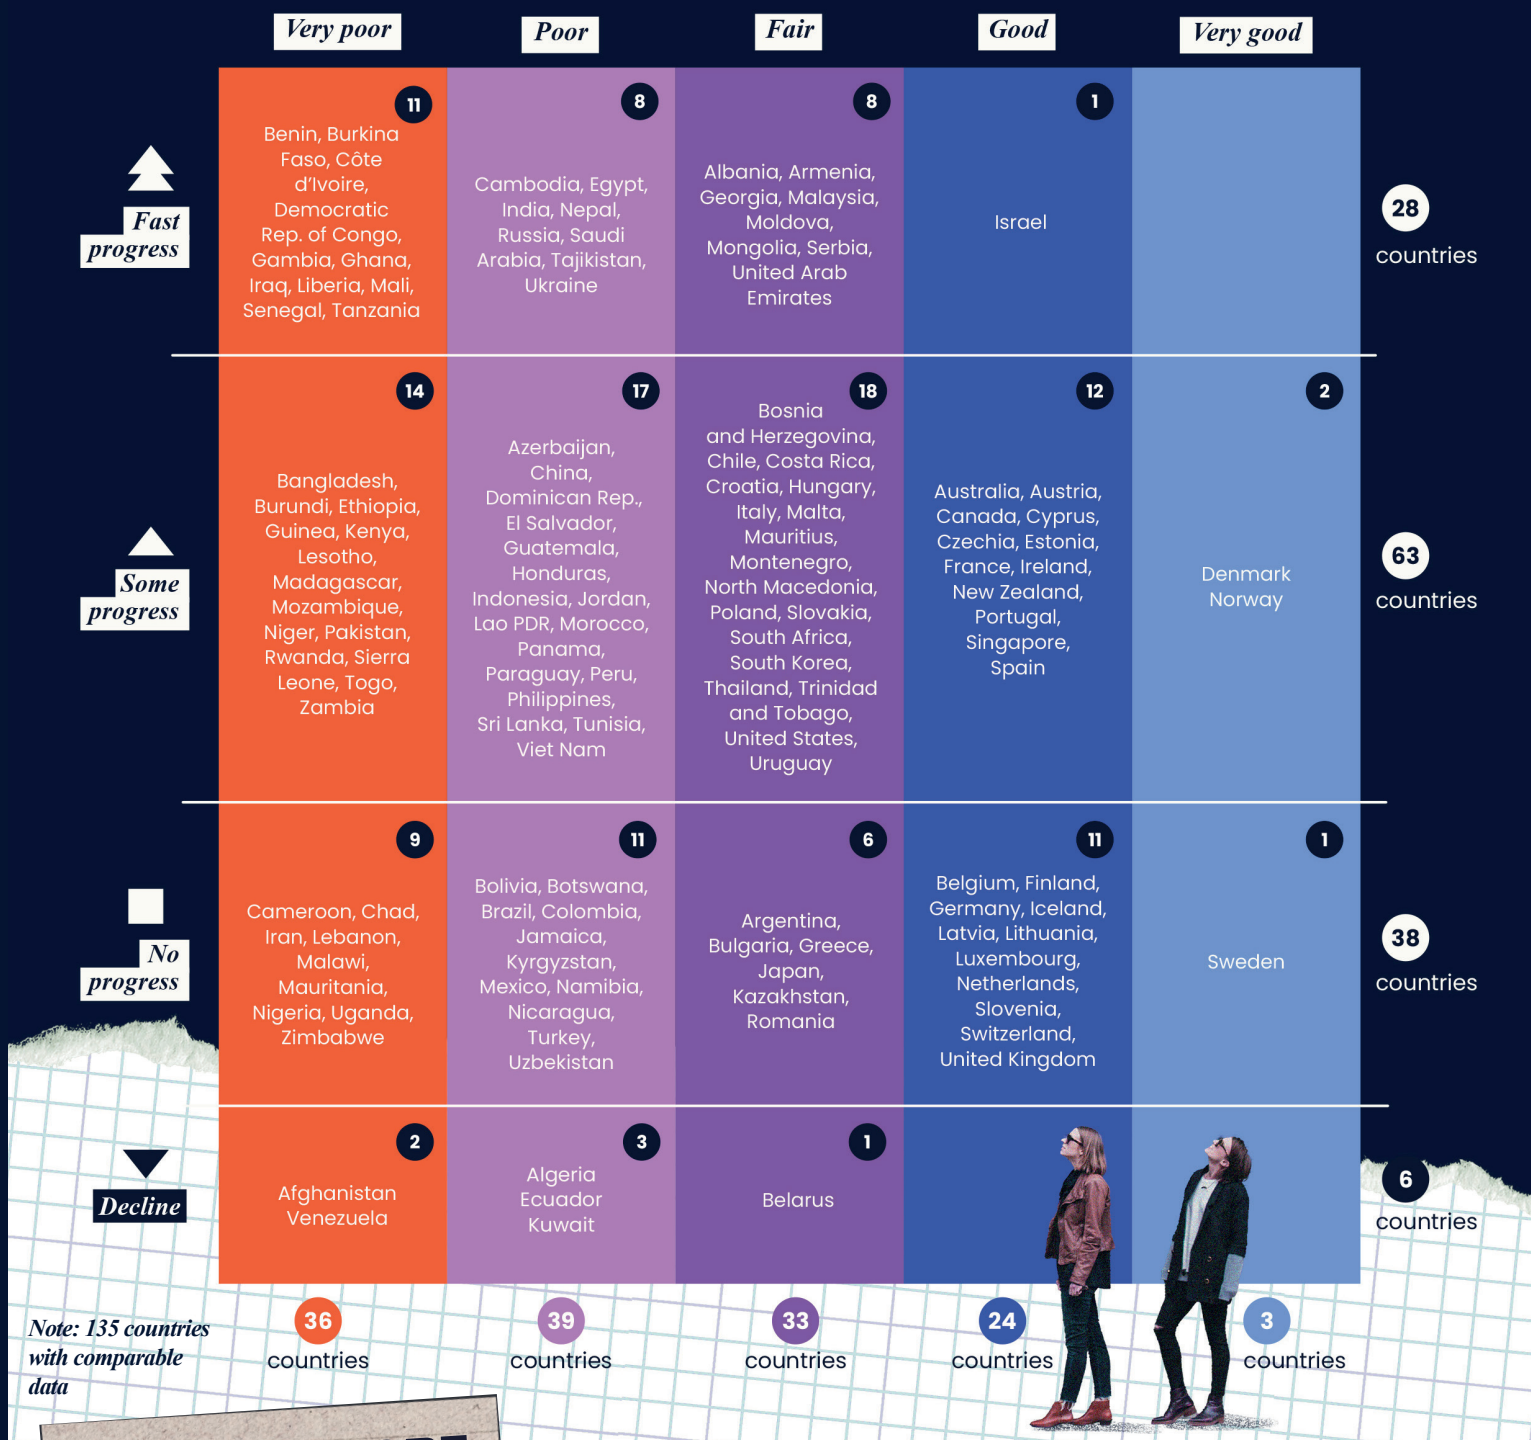 Very poor
Poor
Fair
Good
Very good
Fast
progress
11
Benin, Burkina
Faso, Côte
d'Ivoire,
Democratic
Rep. of Congo,
Gambia, Ghana,
Iraq, Liberia, Mali,
Senegal, Tanzania
8
Cambodia, Egypt,
India, Nepal,
Russia, Saudi
Arabia, Tajikistan,
Ukraine
8
Albania, Armenia,
Georgia, Malaysia,
Moldova,
Mongolia, Serbia,
United Arab
Emirates
1
Israel
28
countries
Some
progress
14
Bangladesh,
Burundi, Ethiopia,
Guinea, Kenya,
Lesotho,
Madagascar,
Mozambique,
Niger, Pakistan,
Rwanda, Sierra
Leone, Togo,
Zambia
17
Azerbaijan,
China,
Dominican Rep.,
El Salvador,
Guatemala,
Honduras,
Indonesia, Jordan,
Lao PDR, Morocco,
Panama,
Paraguay, Peru,
Philippines,
Sri Lanka, Tunisia,
Viet Nam
18
Bosnia
and Herzegovina,
Chile, Costa Rica,
Croatia, Hungary,
Italy, Malta,
Mauritius,
Montenegro,
North Macedonia,
Poland, Slovakia,
South Africa,
South Korea,
Thailand, Trinidad
and Tobago,
United States,
Uruguay
12
Australia, Austria,
Canada, Cyprus,
Czechia, Estonia,
France, Ireland,
New Zealand,
Portugal,
Singapore,
Spain
2
Denmark
Norway
63
countries
No
progress
9
Cameroon, Chad,
Iran, Lebanon,
Malawi,
Mauritania,
Nigeria, Uganda,
Zimbabwe
11
Bolivia, Botswana,
Brazil, Colombia,
Jamaica,
Kyrgyzstan,
Mexico, Namibia,
Nicaragua,
Turkey,
Uzbekistan
6
Argentina,
Bulgaria, Greece,
Japan,
Kazakhstan,
Romania
11
Belgium, Finland,
Germany, Iceland,
Latvia, Lithuania,
Luxembourg,
Netherlands,
Slovenia,
Switzerland,
United Kingdom
1
Sweden
38
countries
Decline
2
Afghanistan
Venezuela
3
Algeria
Ecuador
Kuwait
1
Belarus
6
countries
36
countries
39
countries
33
countries
24
countries
3
countries
Note: 135 countries
with comparable
data